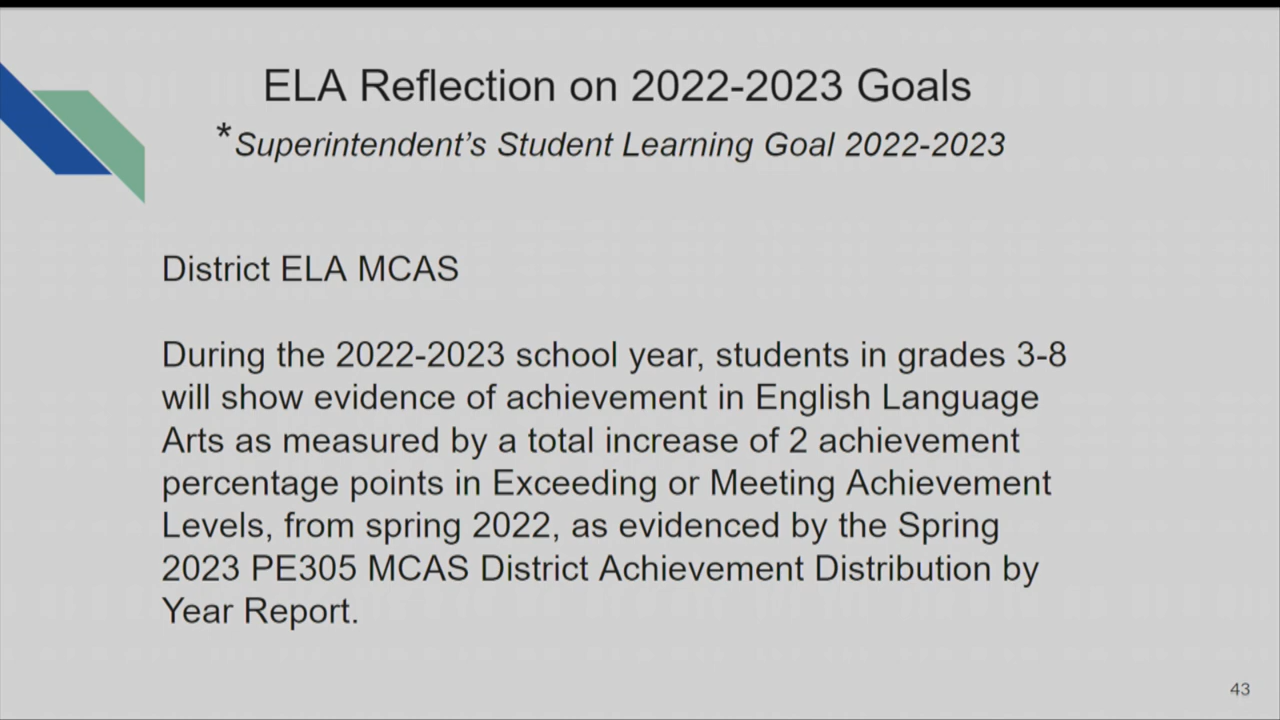 ELA Reflection on 2022-2023 Goals
*Superintendent's Student Learning Goal 2022-2023
District ELA MCAS
During the 2022-2023 school year, students in grades 3-8
will show evidence of achievement in English Language
Arts as measured by a total increase of 2 achievement
percentage points in Exceeding or Meeting Achievement
Levels, from spring 2022, as evidenced by the Spring
2023 PE305 MCAS District Achievement Distribution by
Year Report.
43